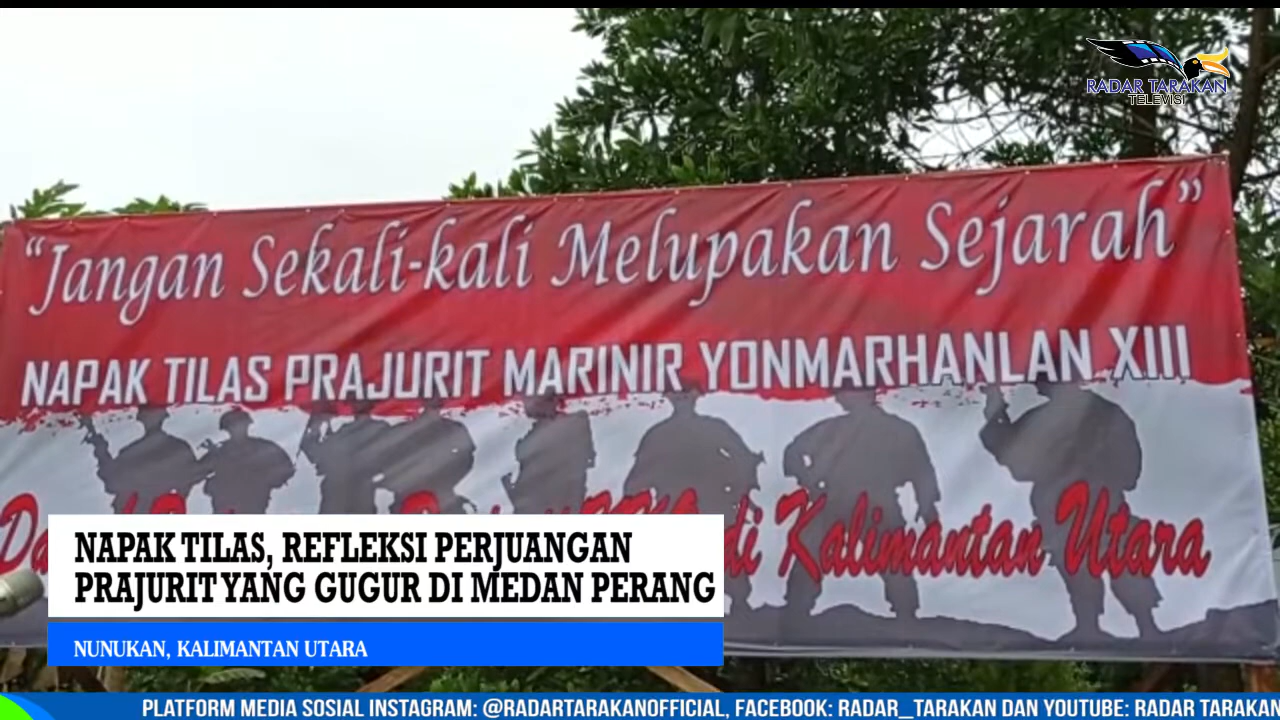 RADAR TARAKAN
TELEVISI
“Jangan Sekali-kali Melupakan Sejarah”
NAPAK TILAS PRAJURIT MARINIR YONMARHANLAN XIII
di Kalimantan Utara
NAPAK TILAS, REFLEKSI PERJUANGAN
PRAJURIT YANG GUGUR DI MEDAN PERANG
NUNUKAN, KALIMANTAN UTARA
PLATFORM MEDIA SOSIAL INSTAGRAM: @RADARTARAKANOFFICIAL, FACEBOOK: RADAR_TARAKAN DAN YOUTUBE: RADAR TARAKAN